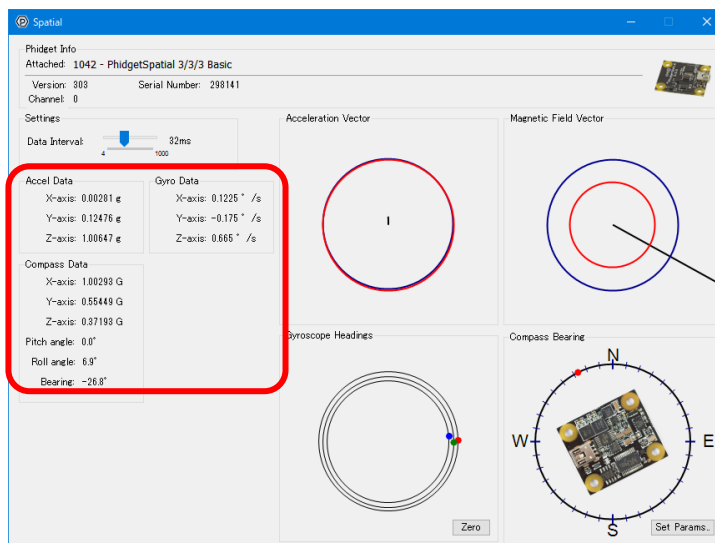 Spatial
Phidget Info
Attached: 1042 - PhidgetSpatial 3/3/3 Basic
Version: 303 Serial Number: 298141
Channel: 0
Settings
Data Interval: 32ms
4 1000
Accel Data
X-axis: 0.00281 g
Y-axis: 0.12476 g
Z-axis: 1.00647 g
Gyro Data
X-axis: 0.1225° /s
Y-axis: -0.175° /s
Z-axis: 0.665° /s
Compass Data
X-axis: 1.00293 G
Y-axis: 0.55449 G
Z-axis: 0.37193 G
Pitch angle: 0.0°
Roll angle: 6.9°
Bearing: -26.8°
Acceleration Vector
Magnetic Field Vector
Gyroscope Headings
Zero
Compass Bearing
N
W E
S
Set Params..